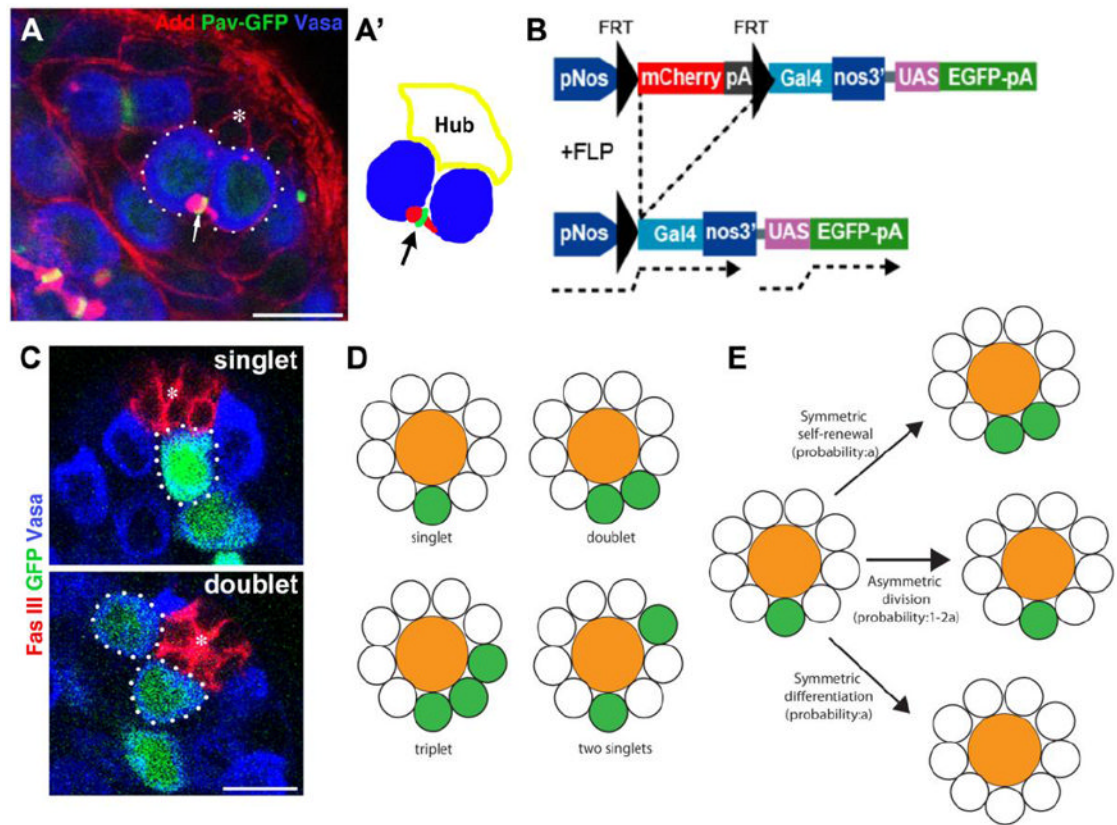 A
Add Pav-GFP Vasa
*
A'
Hub
B
FRT
FRT
pNos
mCherry
pA
Gal4
nos3'
UAS
EGFP-pA
+FLP
pNos
Gal4
nos3'
UAS
EGFP-pA
C
singlet
*
doublet
*
Fas III GFP Vasa
D
singlet
doublet
triplet
two singlets
E
Symmetric
self-renewal
(probability:a)
Asymmetric
division
(probability:1-2a)
Symmetric
differentiation
(probability:a)